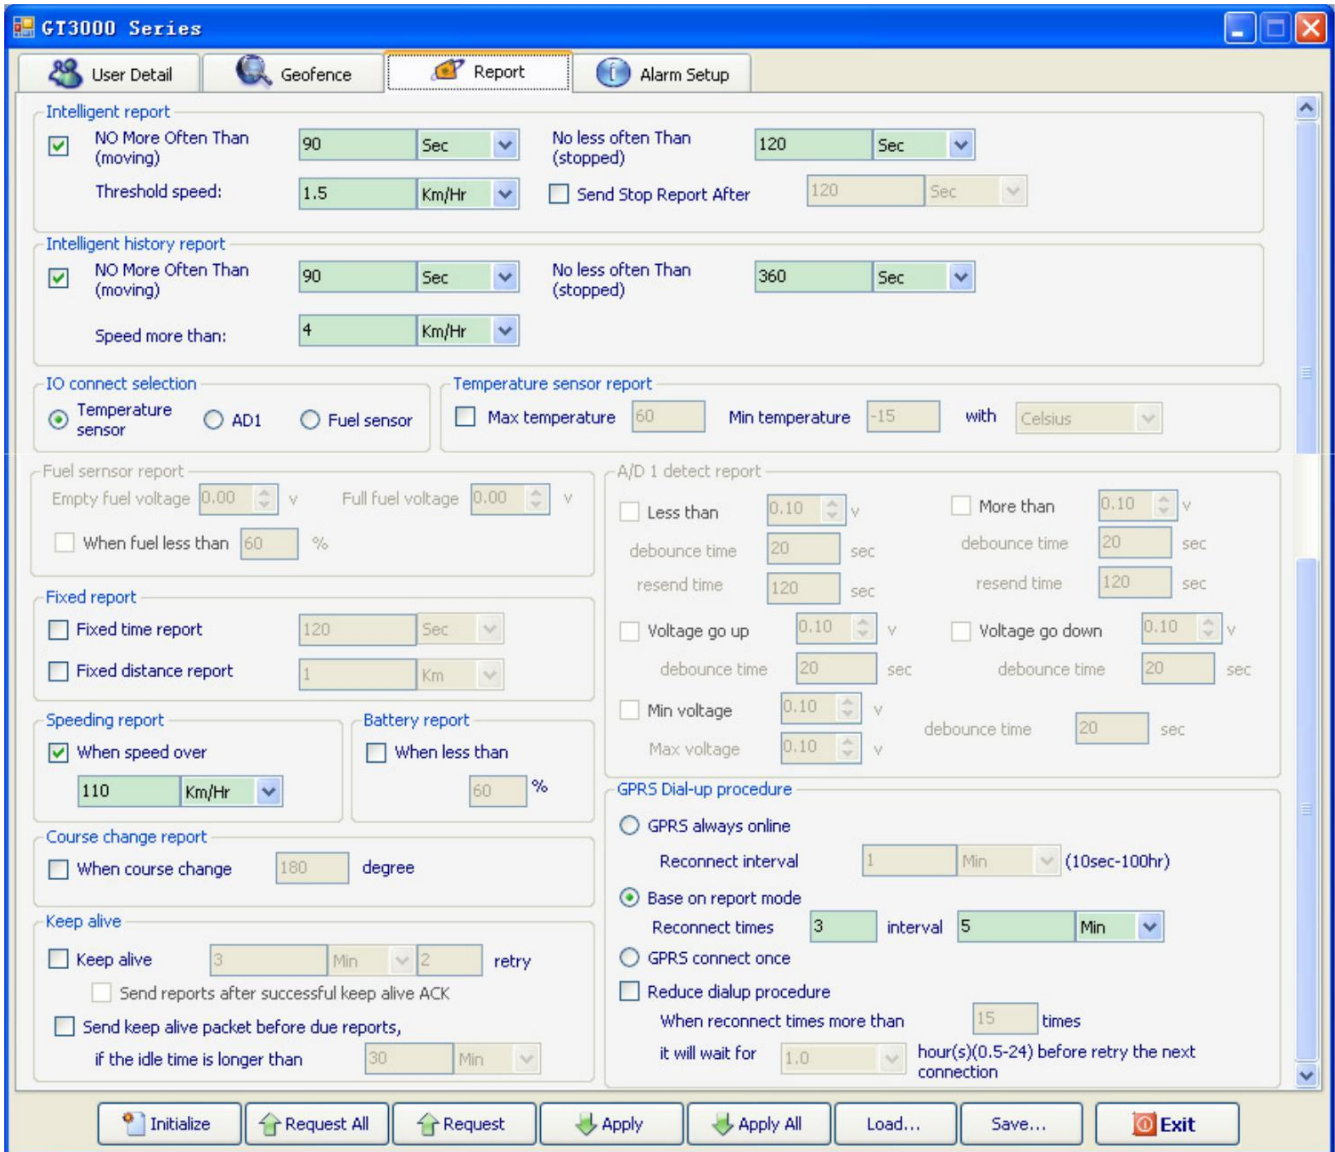 GT3000 Series
User Detail
Geofence
Report
Alarm Setup
Intelligent report
NO More Often Than
(moving)
90
Sec
No less often Than
(stopped)
120
Sec
Threshold speed:
1.5
Km/Hr
Send Stop Report After
120
Sec
Intelligent history report
NO More Often Than
(moving)
90
Sec
No less often Than
(stopped)
360
Sec
Speed more than:
4
Km/Hr
IO connect selection
Temperature
sensor
AD1
Fuel sensor
Temperature sensor report
Max temperature
60
Min temperature
-15
with
Celsius
Fuel sernsor report
Empty fuel voltage
0.00
v
Full fuel voltage
0.00
v
When fuel less than
60
%
A/D 1 detect report
Less than
0.10
v
More than
0.10
v
debounce time
20
sec
debounce time
20
sec
resend time
120
sec
resend time
120
sec
Voltage go up
0.10
v
Voltage go down
0.10
v
debounce time
20
sec
debounce time
20
sec
Min voltage
0.10
v
Max voltage
0.10
v
debounce time
20
sec
Fixed report
Fixed time report
120
Sec
Fixed distance report
1
Km
Speeding report
When speed over
110
Km/Hr
Battery report
When less than
60
%
Course change report
When course change
180
degree
Keep alive
Keep alive
3
Min
2
retry
Send reports after successful keep alive ACK
Send keep alive packet before due reports,
if the idle time is longer than
30
Min
GPRS Dial-up procedure
GPRS always online
Reconnect interval
1
Min
(10sec-100hr)
Base on report mode
Reconnect times
3
interval
5
Min
GPRS connect once
Reduce dialup procedure
When reconnect times more than
15
times
it will wait for
1.0
hour(s)(0.5-24) before retry the next
connection
Initialize
Request All
Request
Apply
Apply All
Load...
Save...
Exit